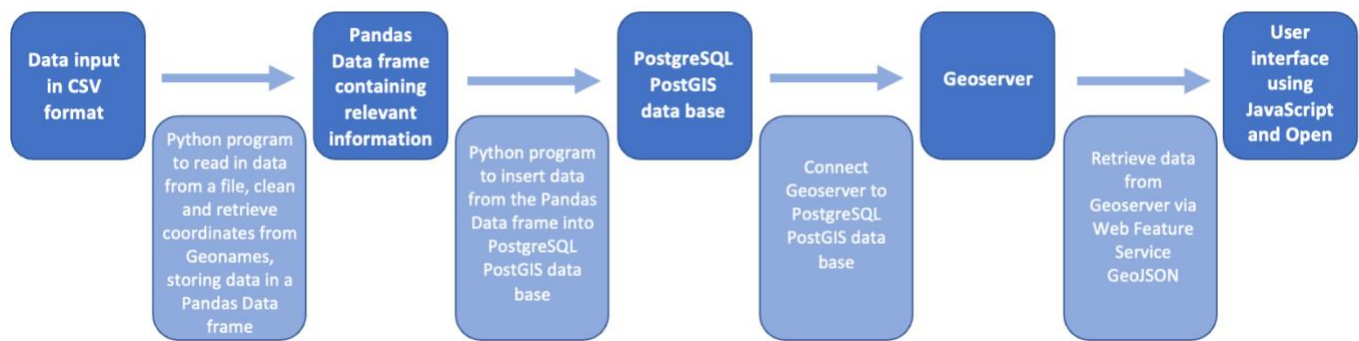 Data input
in CSV
format
Pandas
Data frame
containing
relevant
information
PostgreSQL
PostGIS
data base
Geoserver
User
interface
using
JavaScript
and Open
Python program
to read in data
from a file, clean
and retrieve
coordinates from
Geonames,
storing data in a
Pandas Data
frame
Python program
to insert data
from the Pandas
Data frame into
PostgreSQL
PostGIS data
base
Connect
Geoserver to
PostgreSQL
PostGIS data
base
Retrieve data
from
Geoserver via
Web Feature
Service
GeoJSON